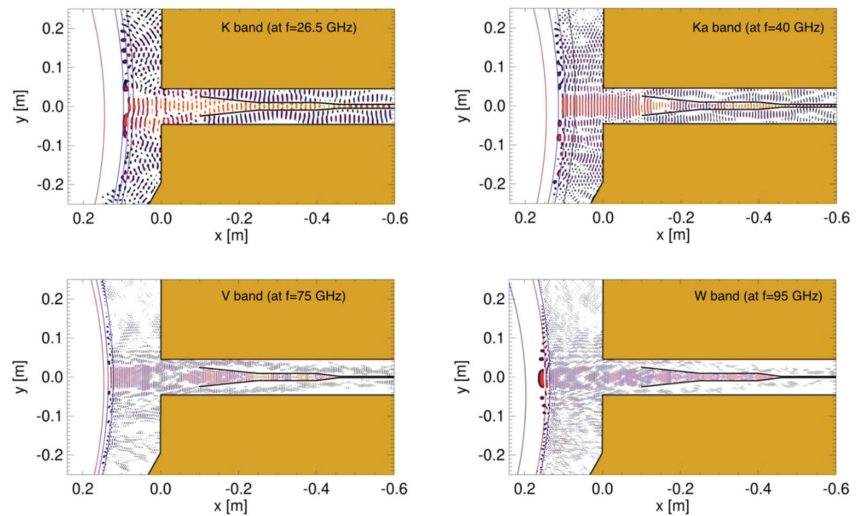 K band (at f=26.5 GHz)
0.2
0.1
0.0
-0.1
-0.2
y [m]
0.2 0.0 -0.2 -0.4 -0.6
x [m]
Ka band (at f=40 GHz)
0.2
0.1
0.0
-0.1
-0.2
y [m]
0.2 0.0 -0.2 -0.4 -0.6
x [m]
V band (at f=75 GHz)
0.2
0.1
0.0
-0.1
-0.2
y [m]
0.2 0.0 -0.2 -0.4 -0.6
x [m]
W band (at f=95 GHz)
0.2
0.1
0.0
-0.1
-0.2
y [m]
0.2 0.0 -0.2 -0.4 -0.6
x [m]